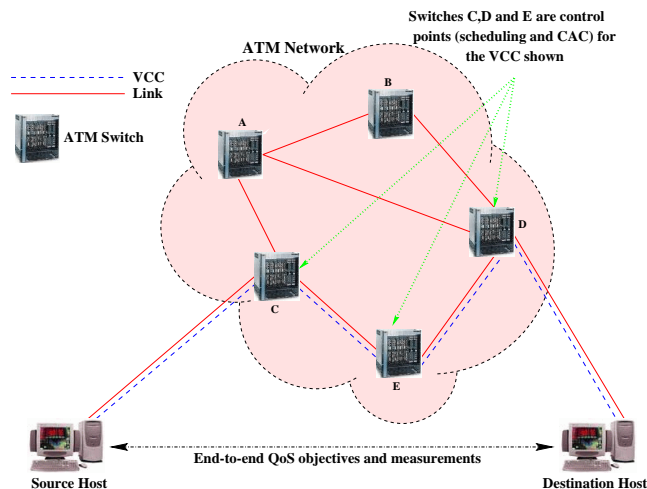 Switches C,D and E are control
points (scheduling and CAC) for
the VCC shown
ATM Network
VCC
Link
ATM Switch
A
B
C
D
E
End-to-end QoS objectives and measurements
Source Host
Destination Host